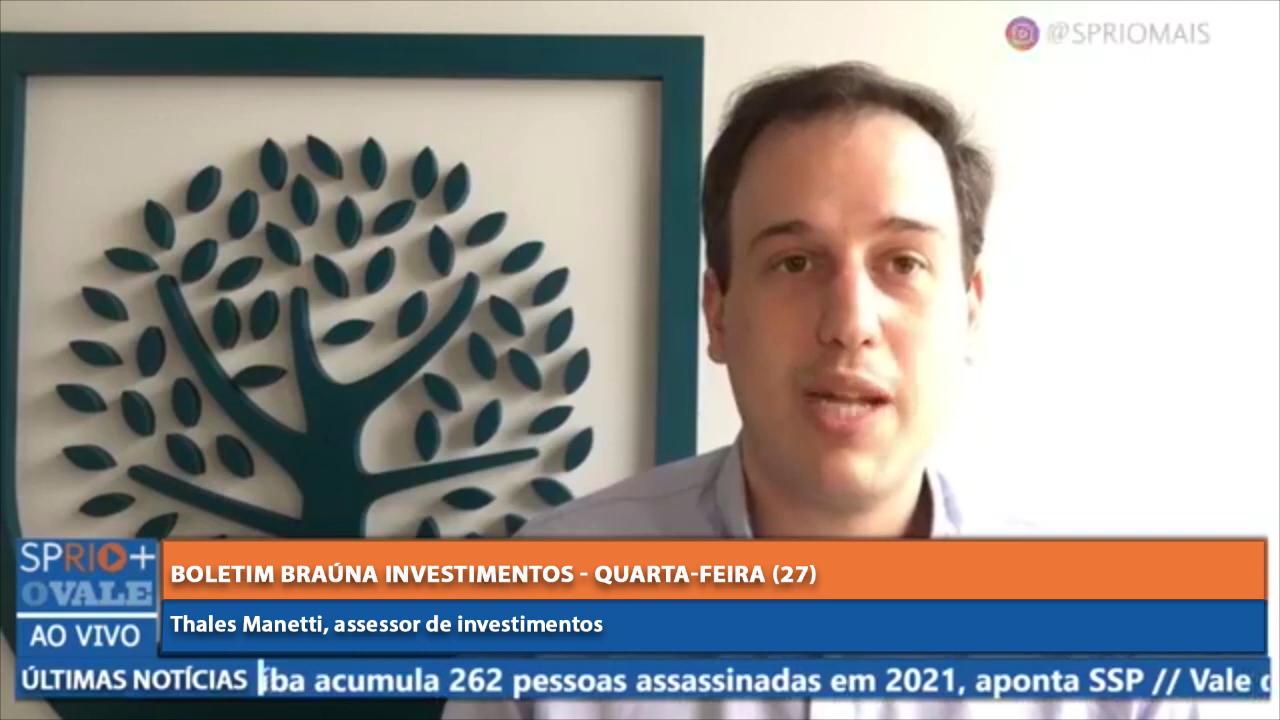 @SPRIOMAIS
SPRIO+
OVALE
AO VIVO
BOLETIM BRAÚNA INVESTIMENTOS - QUARTA-FEIRA (27)
Thales Manetti, assessor de investimentos
ÚLTIMAS NOTÍCIAS
acumula 262 pessoas assassinadas em 2021, aponta SSP // Vale